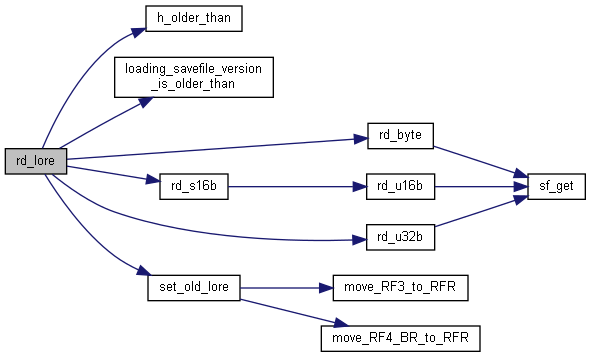 h_older_than
loading_savefile_version
_is_older_than
rd_byte
rd_lore
rd_s16b
rd_u16b
sf_get
rd_u32b
set_old_lore
move_RF3_to_RFR
move_RF4_BR_to_RFR